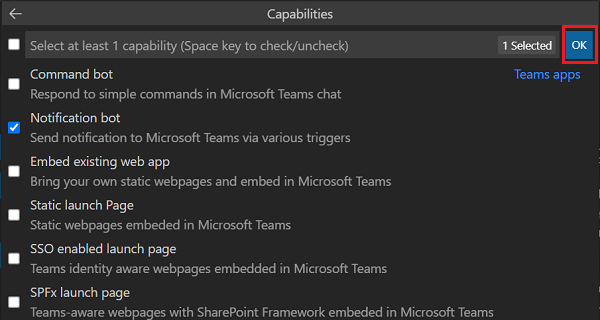 Capabilities
Select at least 1 capability (Space key to check/uncheck) 1 Selected OK
Command bot Teams apps
Respond to simple commands in Microsoft Teams chat
Notification bot
Send notification to Microsoft Teams via various triggers
Embed existing web app
Bring your own static webpages and embed in Microsoft Teams
Static launch Page
Static webpages embeded in Microsoft Teams
SSO enabled launch page
Teams identity aware webpages embedded in Microsoft Teams
SPFx launch page
Teams-aware webpages with SharePoint Framework embeded in Microsoft Teams